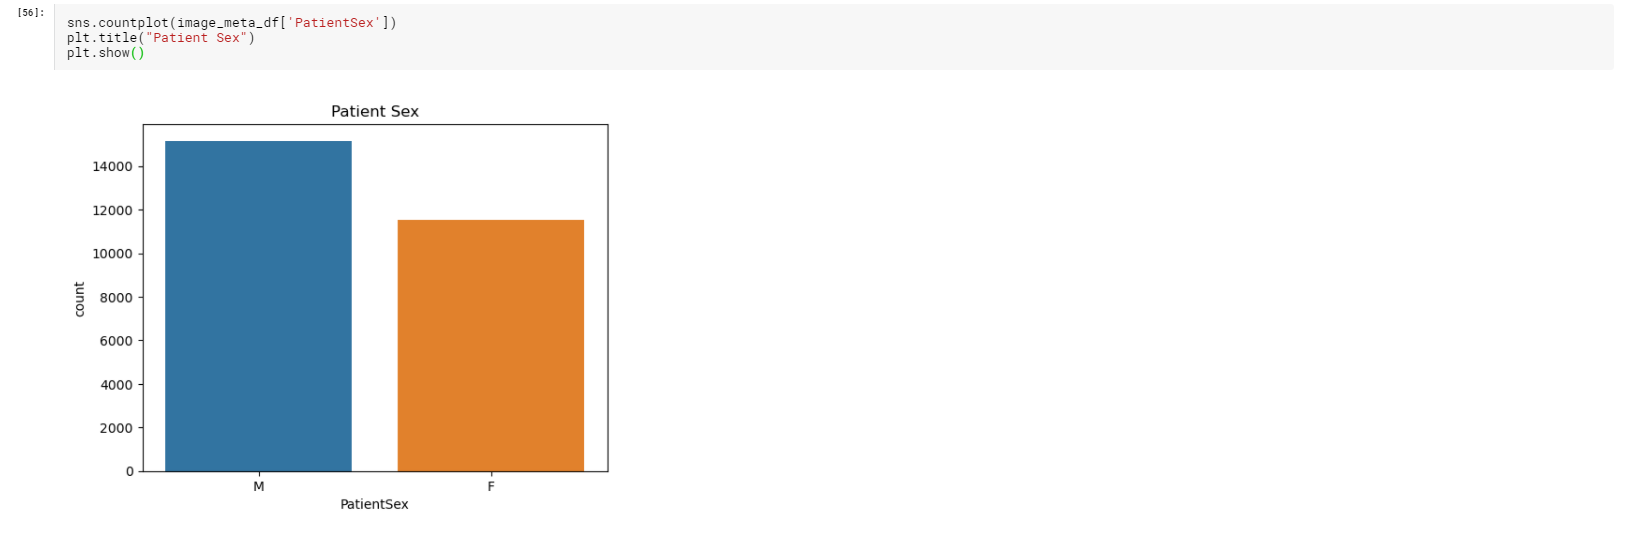 [56]:
sns.countplot(image_meta_df['PatientSex'])
plt.title("Patient Sex")
plt.show()
Patient Sex
14000
12000
10000
8000
6000
4000
2000
0
count
M F
PatientSex